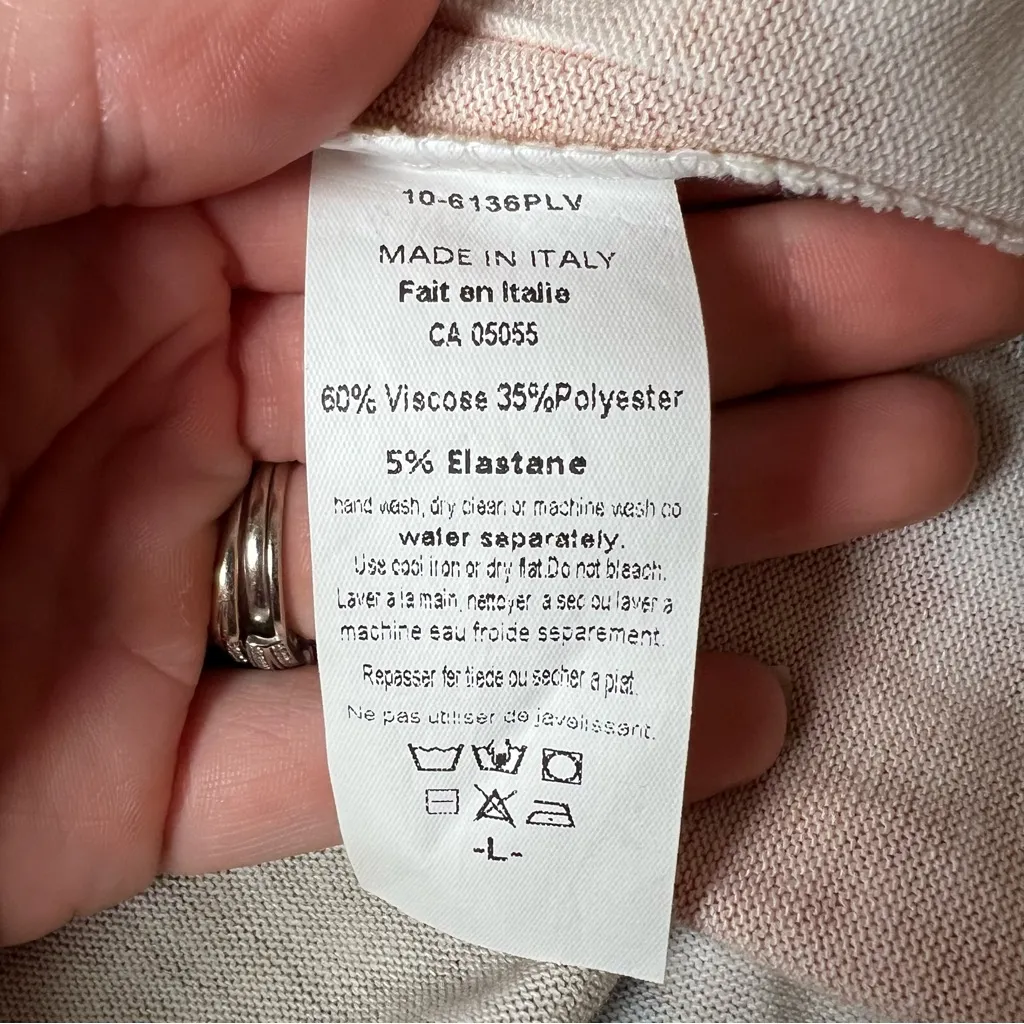 10-6136PLV
MADE IN ITALY
Fait en Italie
CA 05055
60% Viscose 35%Polyester
5% Elastane
hand wash, dry clean or machine wash co
water separately.
Use cool iron or dry flat.Do not bleach.
Laver a la main, nettoyer a sec ou laver a
machine eau froide separement.
Repasser fer tiede ou secher a plat.
Ne pas utiliser de javolissant.
-L-